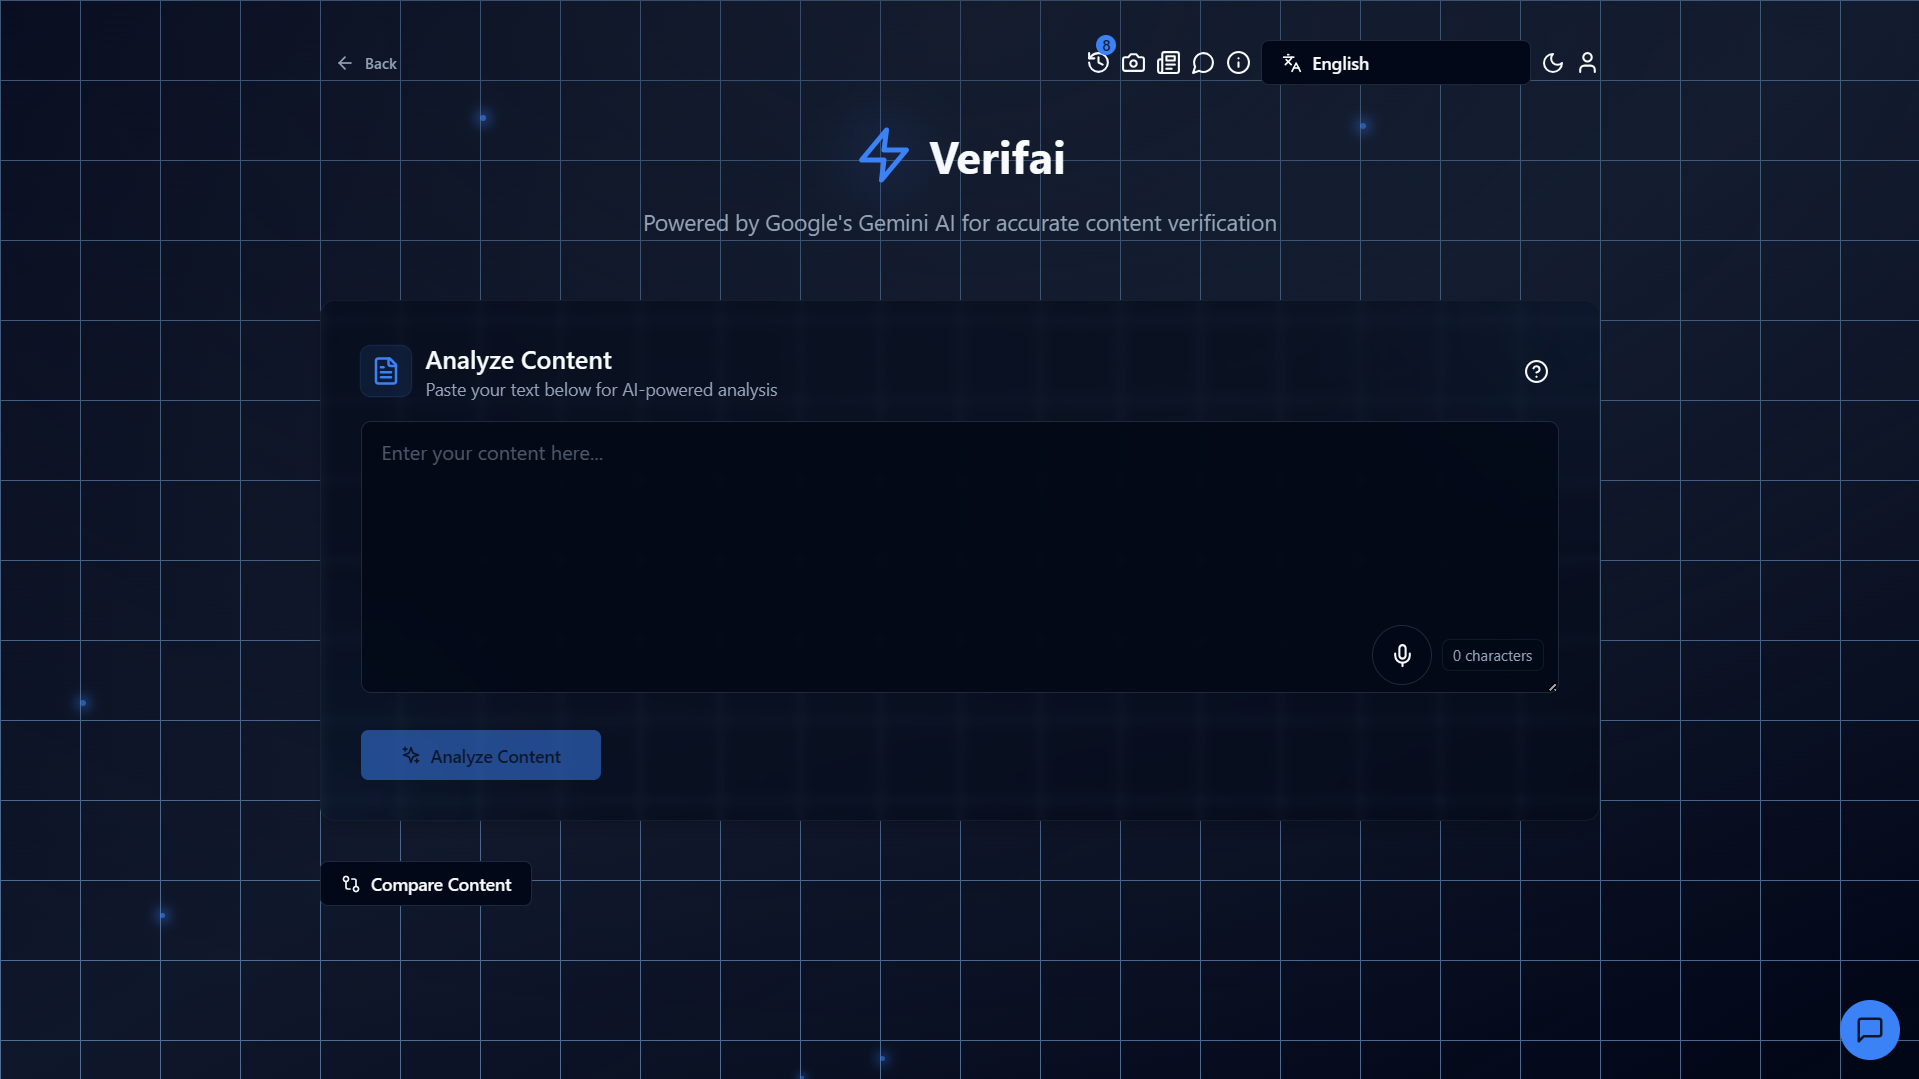 Back
8
English
Verifai
Powered by Google's Gemini AI for accurate content verification
Analyze Content
Paste your text below for AI-powered analysis
Enter your content here...
0 characters
Analyze Content
Compare Content